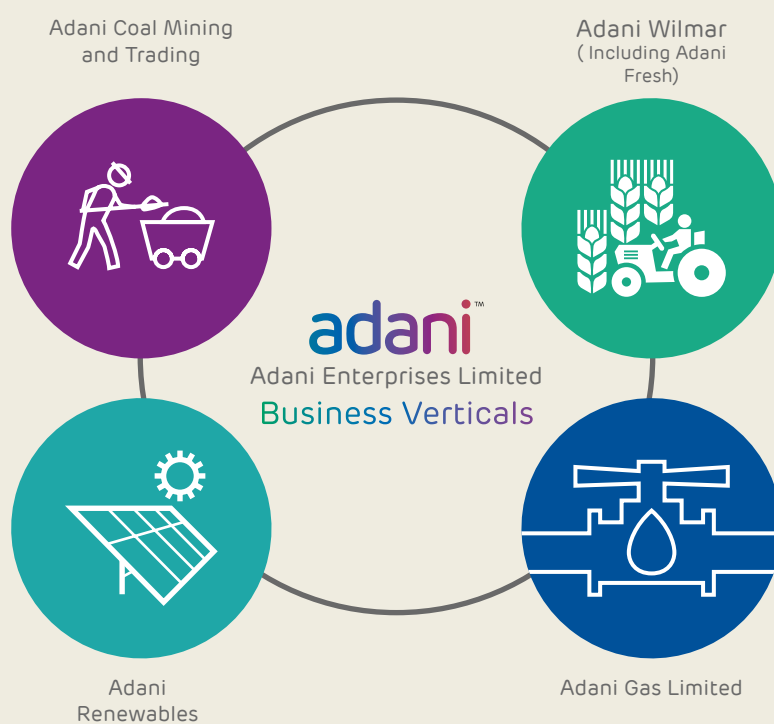 Adani Coal Mining
and Trading
Adani Wilmar
( Including Adani
Fresh)
adani™
Adani Enterprises Limited
Business Verticals
Adani
Renewables
Adani Gas Limited